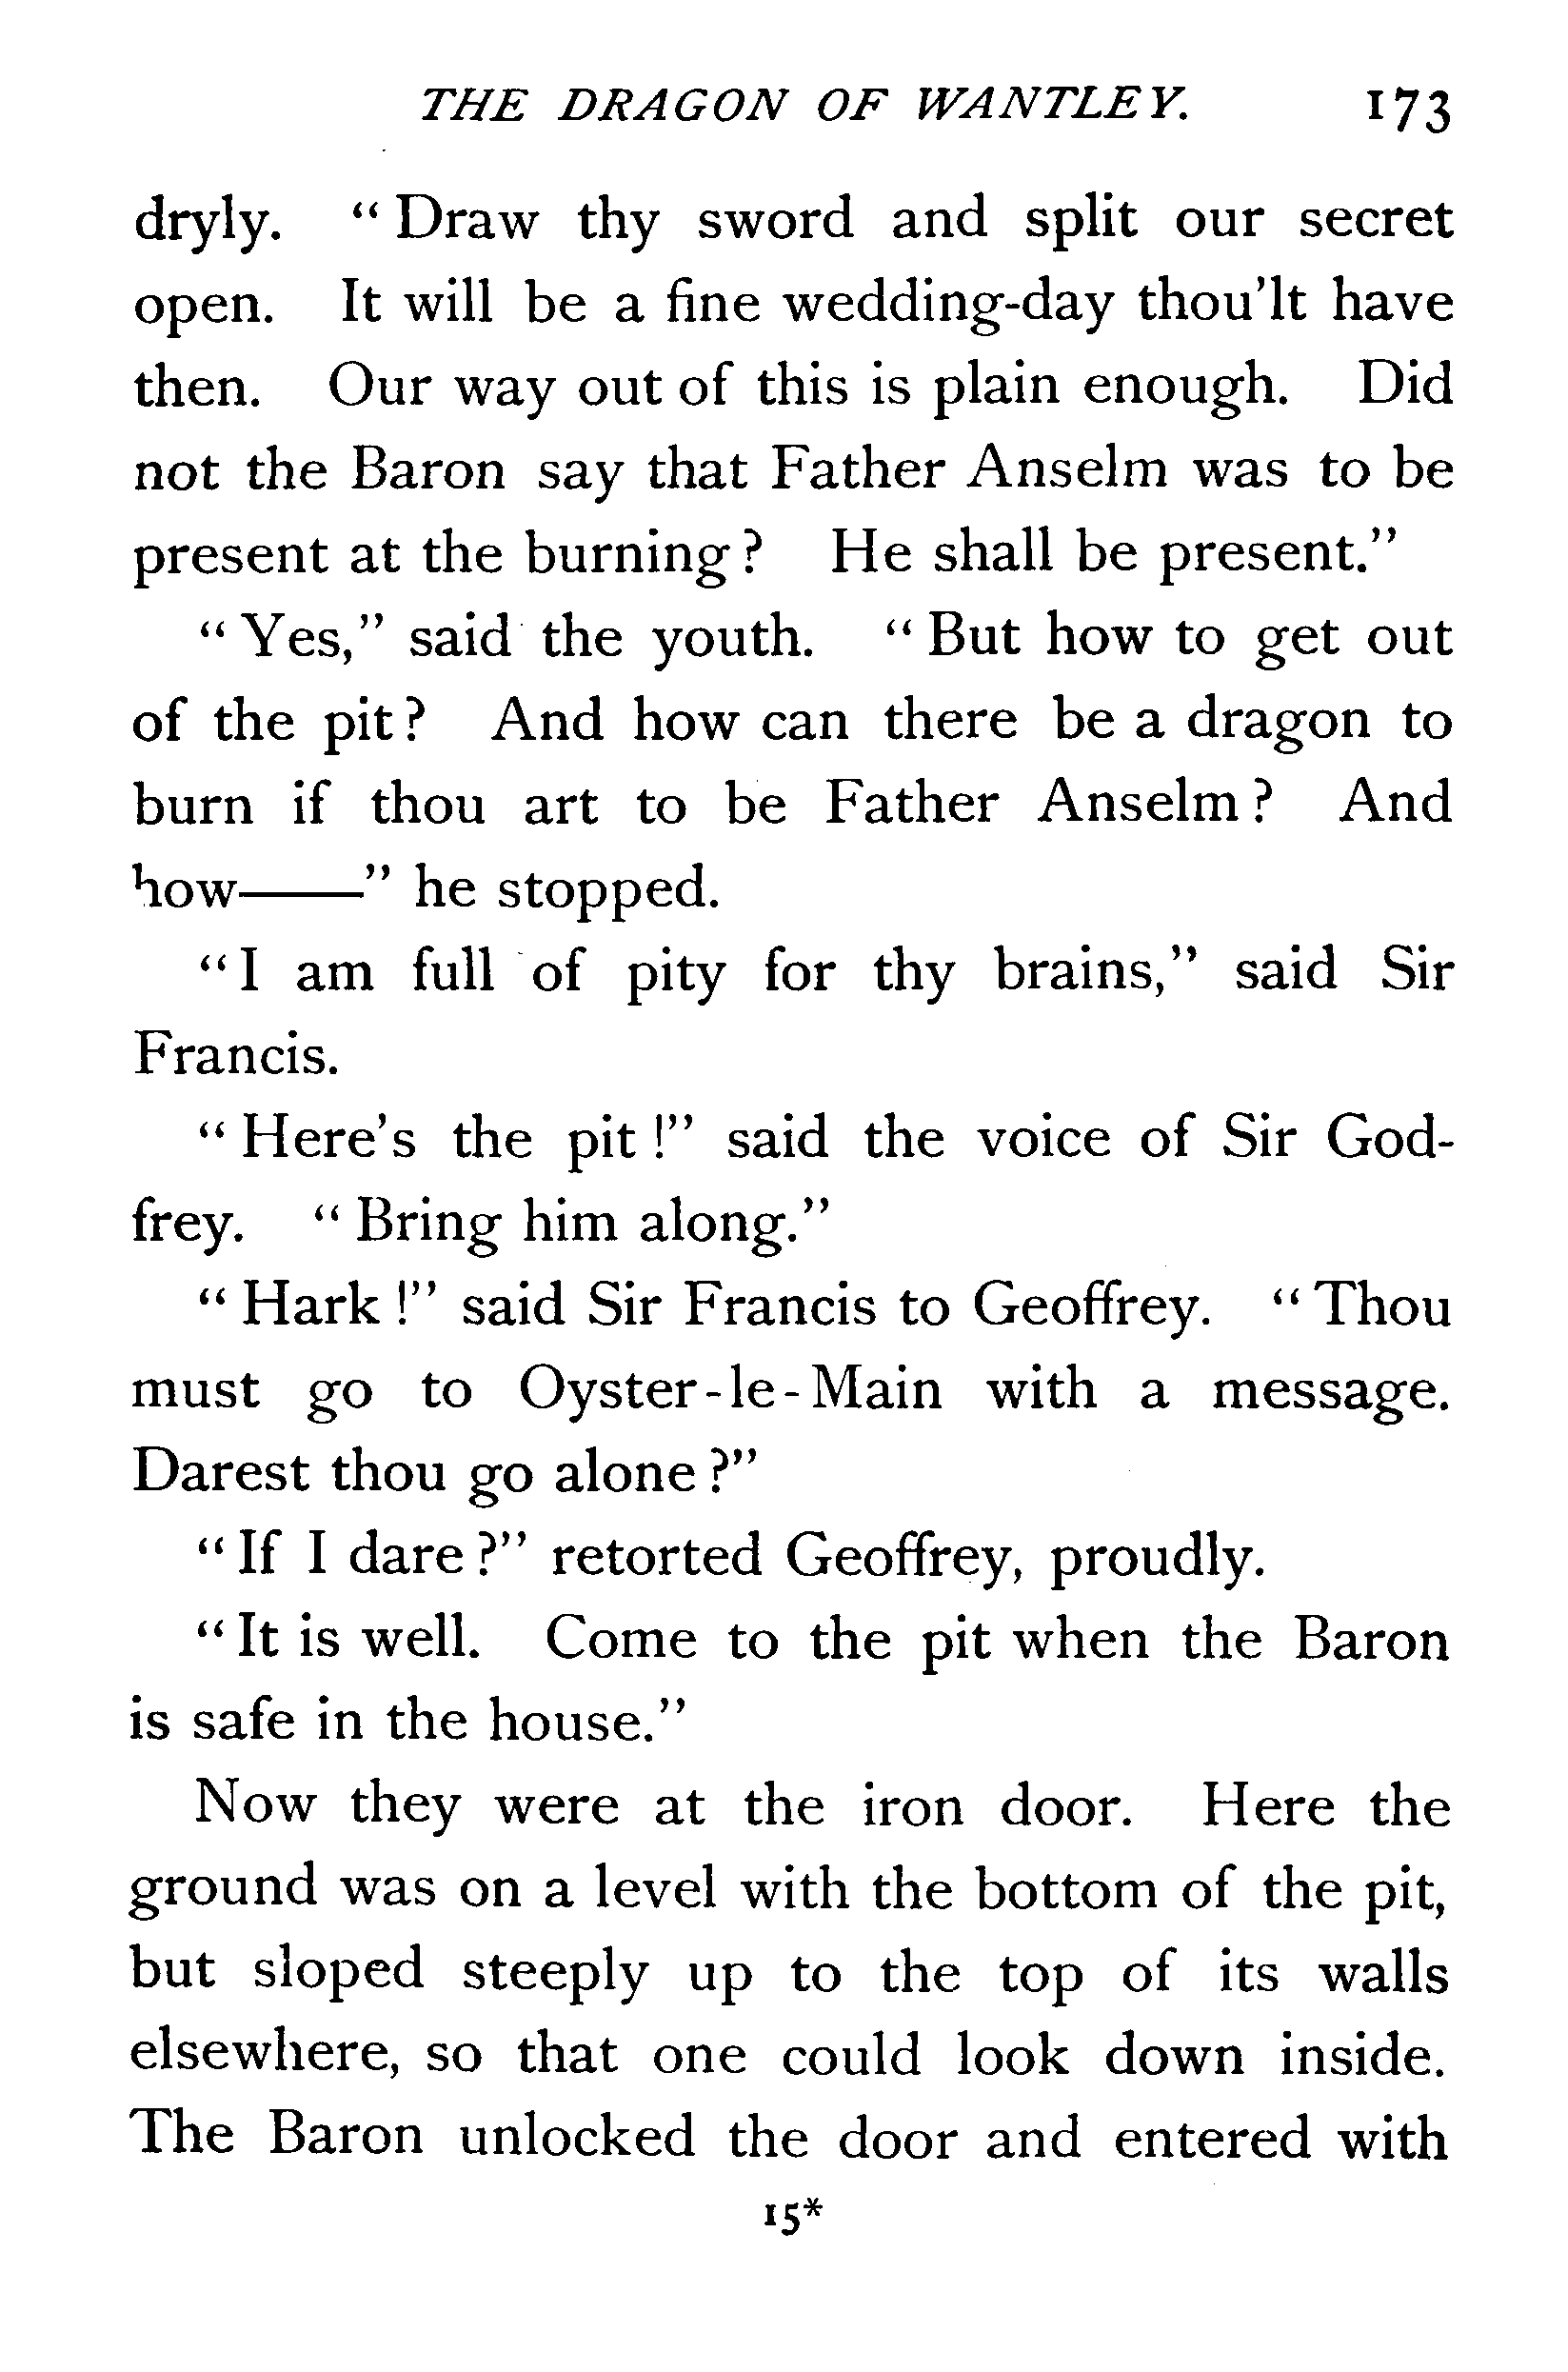 THE DRAGON OF WANTLEY. 173
dryly. “Draw thy sword and split our secret
open. It will be a fine wedding-day thou’lt have
then. Our way out of this is plain enough. Did
not the Baron say that Father Anselm was to be
present at the burning? He shall be present.”
“Yes,” said the youth. “But how to get out
of the pit? And how can there be a dragon to
burn if thou art to be Father Anselm? And
how——” he stopped.
“I am full of pity for thy brains,” said Sir
Francis.
“Here’s the pit!” said the voice of Sir God-
frey. “Bring him along.”
“Hark!” said Sir Francis to Geoffrey. “Thou
must go to Oyster-le-Main with a message.
Darest thou go alone?”
“If I dare?” retorted Geoffrey, proudly.
“It is well. Come to the pit when the Baron
is safe in the house.”
Now they were at the iron door. Here the
ground was on a level with the bottom of the pit,
but sloped steeply up to the top of its walls
elsewhere, so that one could look down inside.
The Baron unlocked the door and entered with
15*